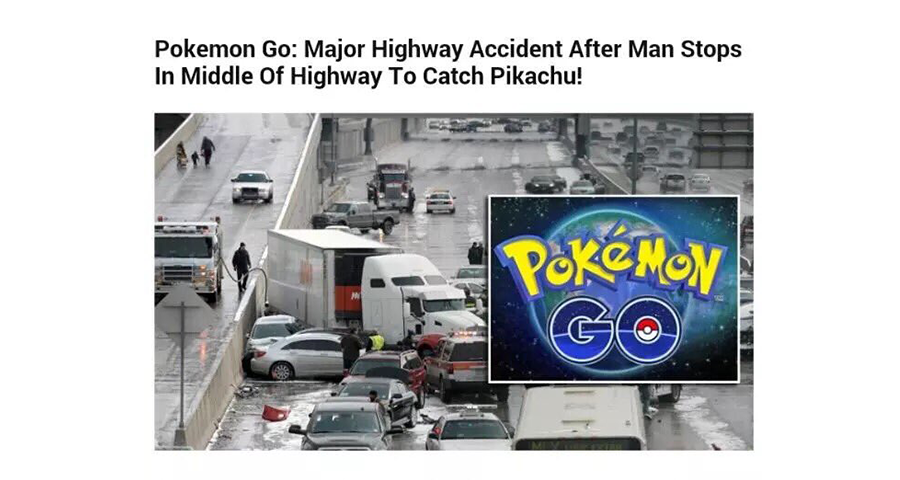 Pokemon Go: Major Highway Accident After Man Stops
In Middle Of Highway To Catch Pikachu!
POKÉMON
GO